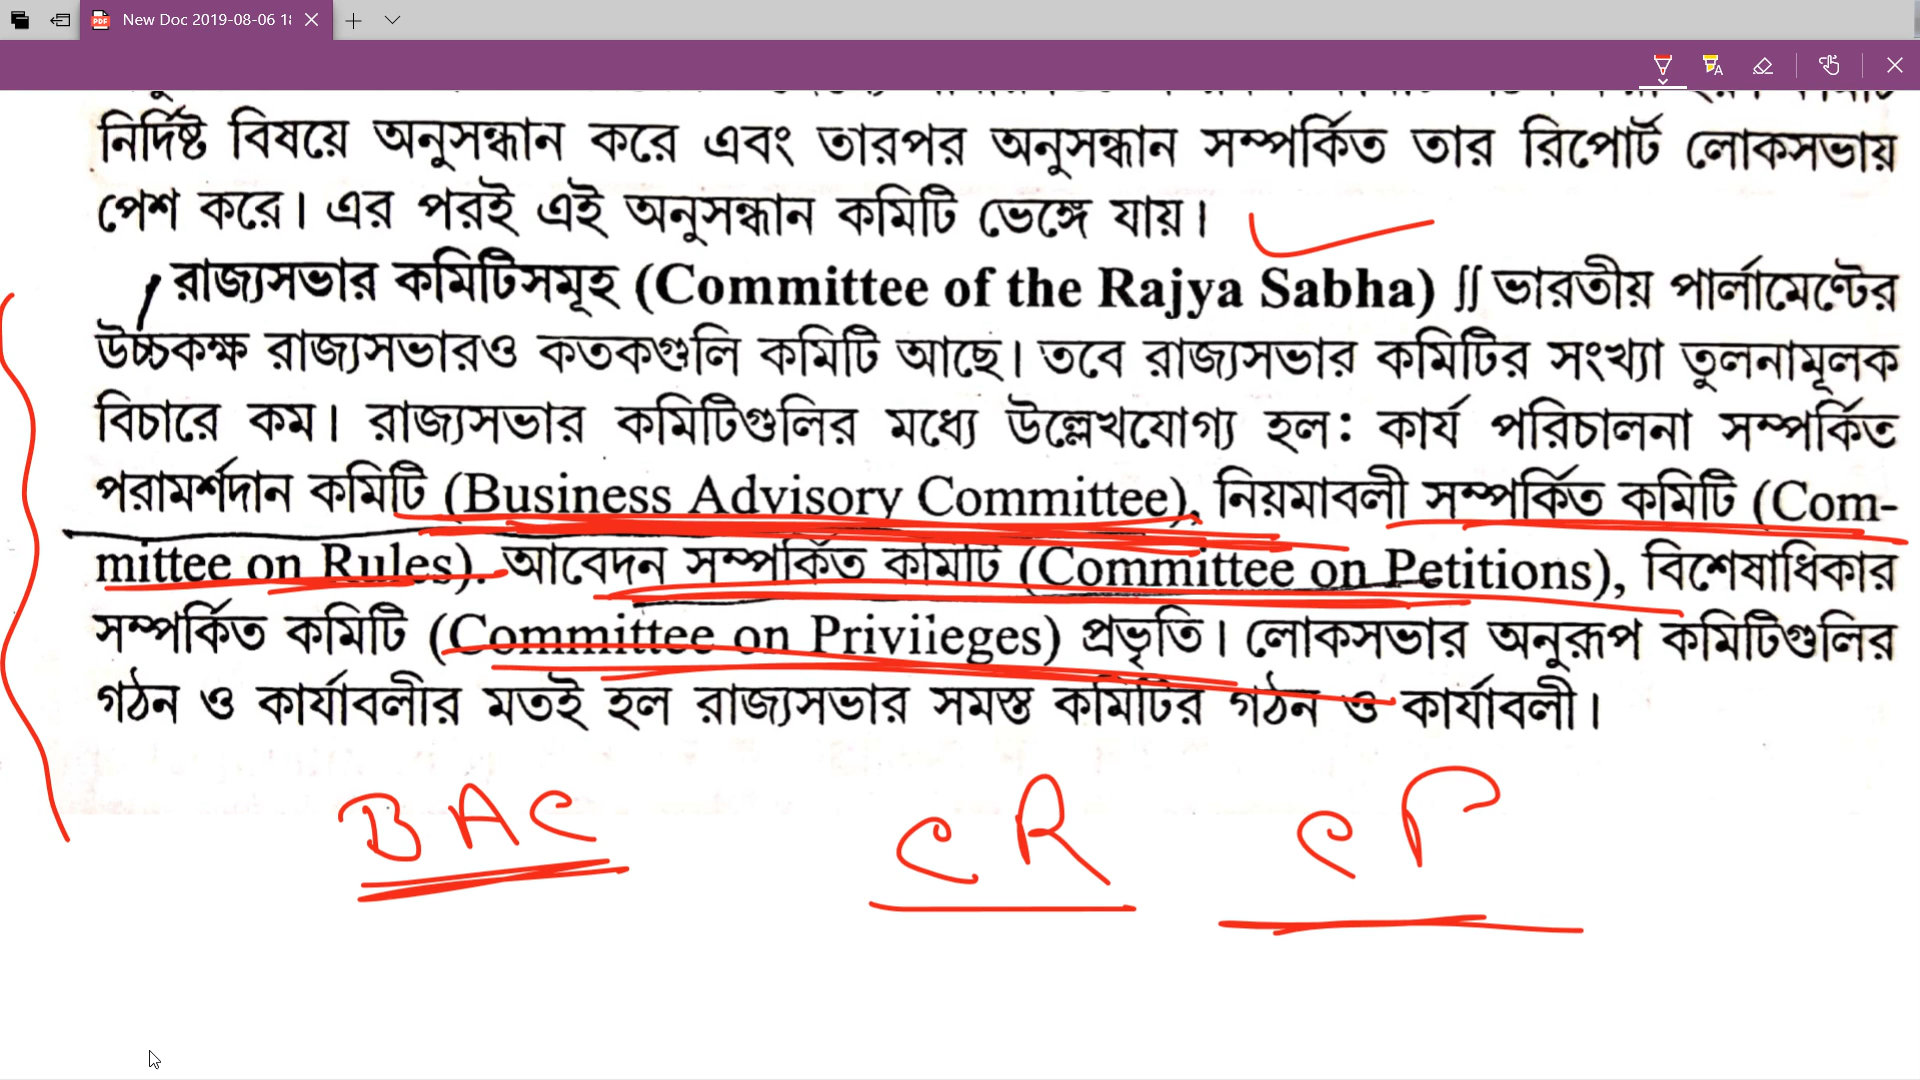 New Doc 2019-08-06 1
নির্দিষ্ট বিষয়ে অনুসন্ধান করে এবং তারপর অনুসন্ধান সম্পর্কিত তার রিপোর্ট লোকসভায়
পেশ করে। এর পরই এই অনুসন্ধান কমিটি ভেঙ্গে যায়।
রাজ্যসভার কমিটিসমূহ (Committee of the Rajya Sabha) ∬ ভারতীয় পার্লামেণ্টের
উচ্চকক্ষ রাজ্যসভারও কতকগুলি কমিটি আছে। তবে রাজ্যসভার কমিটির সংখ্যা তুলনামূলক
বিচারে কম। রাজ্যসভার কমিটিগুলির মধ্যে উল্লেখযোগ্য হল: কার্য পরিচালনা সম্পর্কিত
পরামর্শদান কমিটি (Business Advisory Committee), নিয়মাবলী সম্পর্কিত কমিটি (Com-
mittee on Rules). আবেদন সম্পর্কিত কমিটি (Committee on Petitions), বিশেষাধিকার
সম্পর্কিত কমিটি (Committee on Privileges) প্রভৃতি। লোকসভার অনুরূপ কমিটিগুলির
গঠন ও কার্যাবলীর মতই হল রাজ্যসভার সমস্ত কমিটির গঠন ও কার্যাবলী।
BAC CR CP